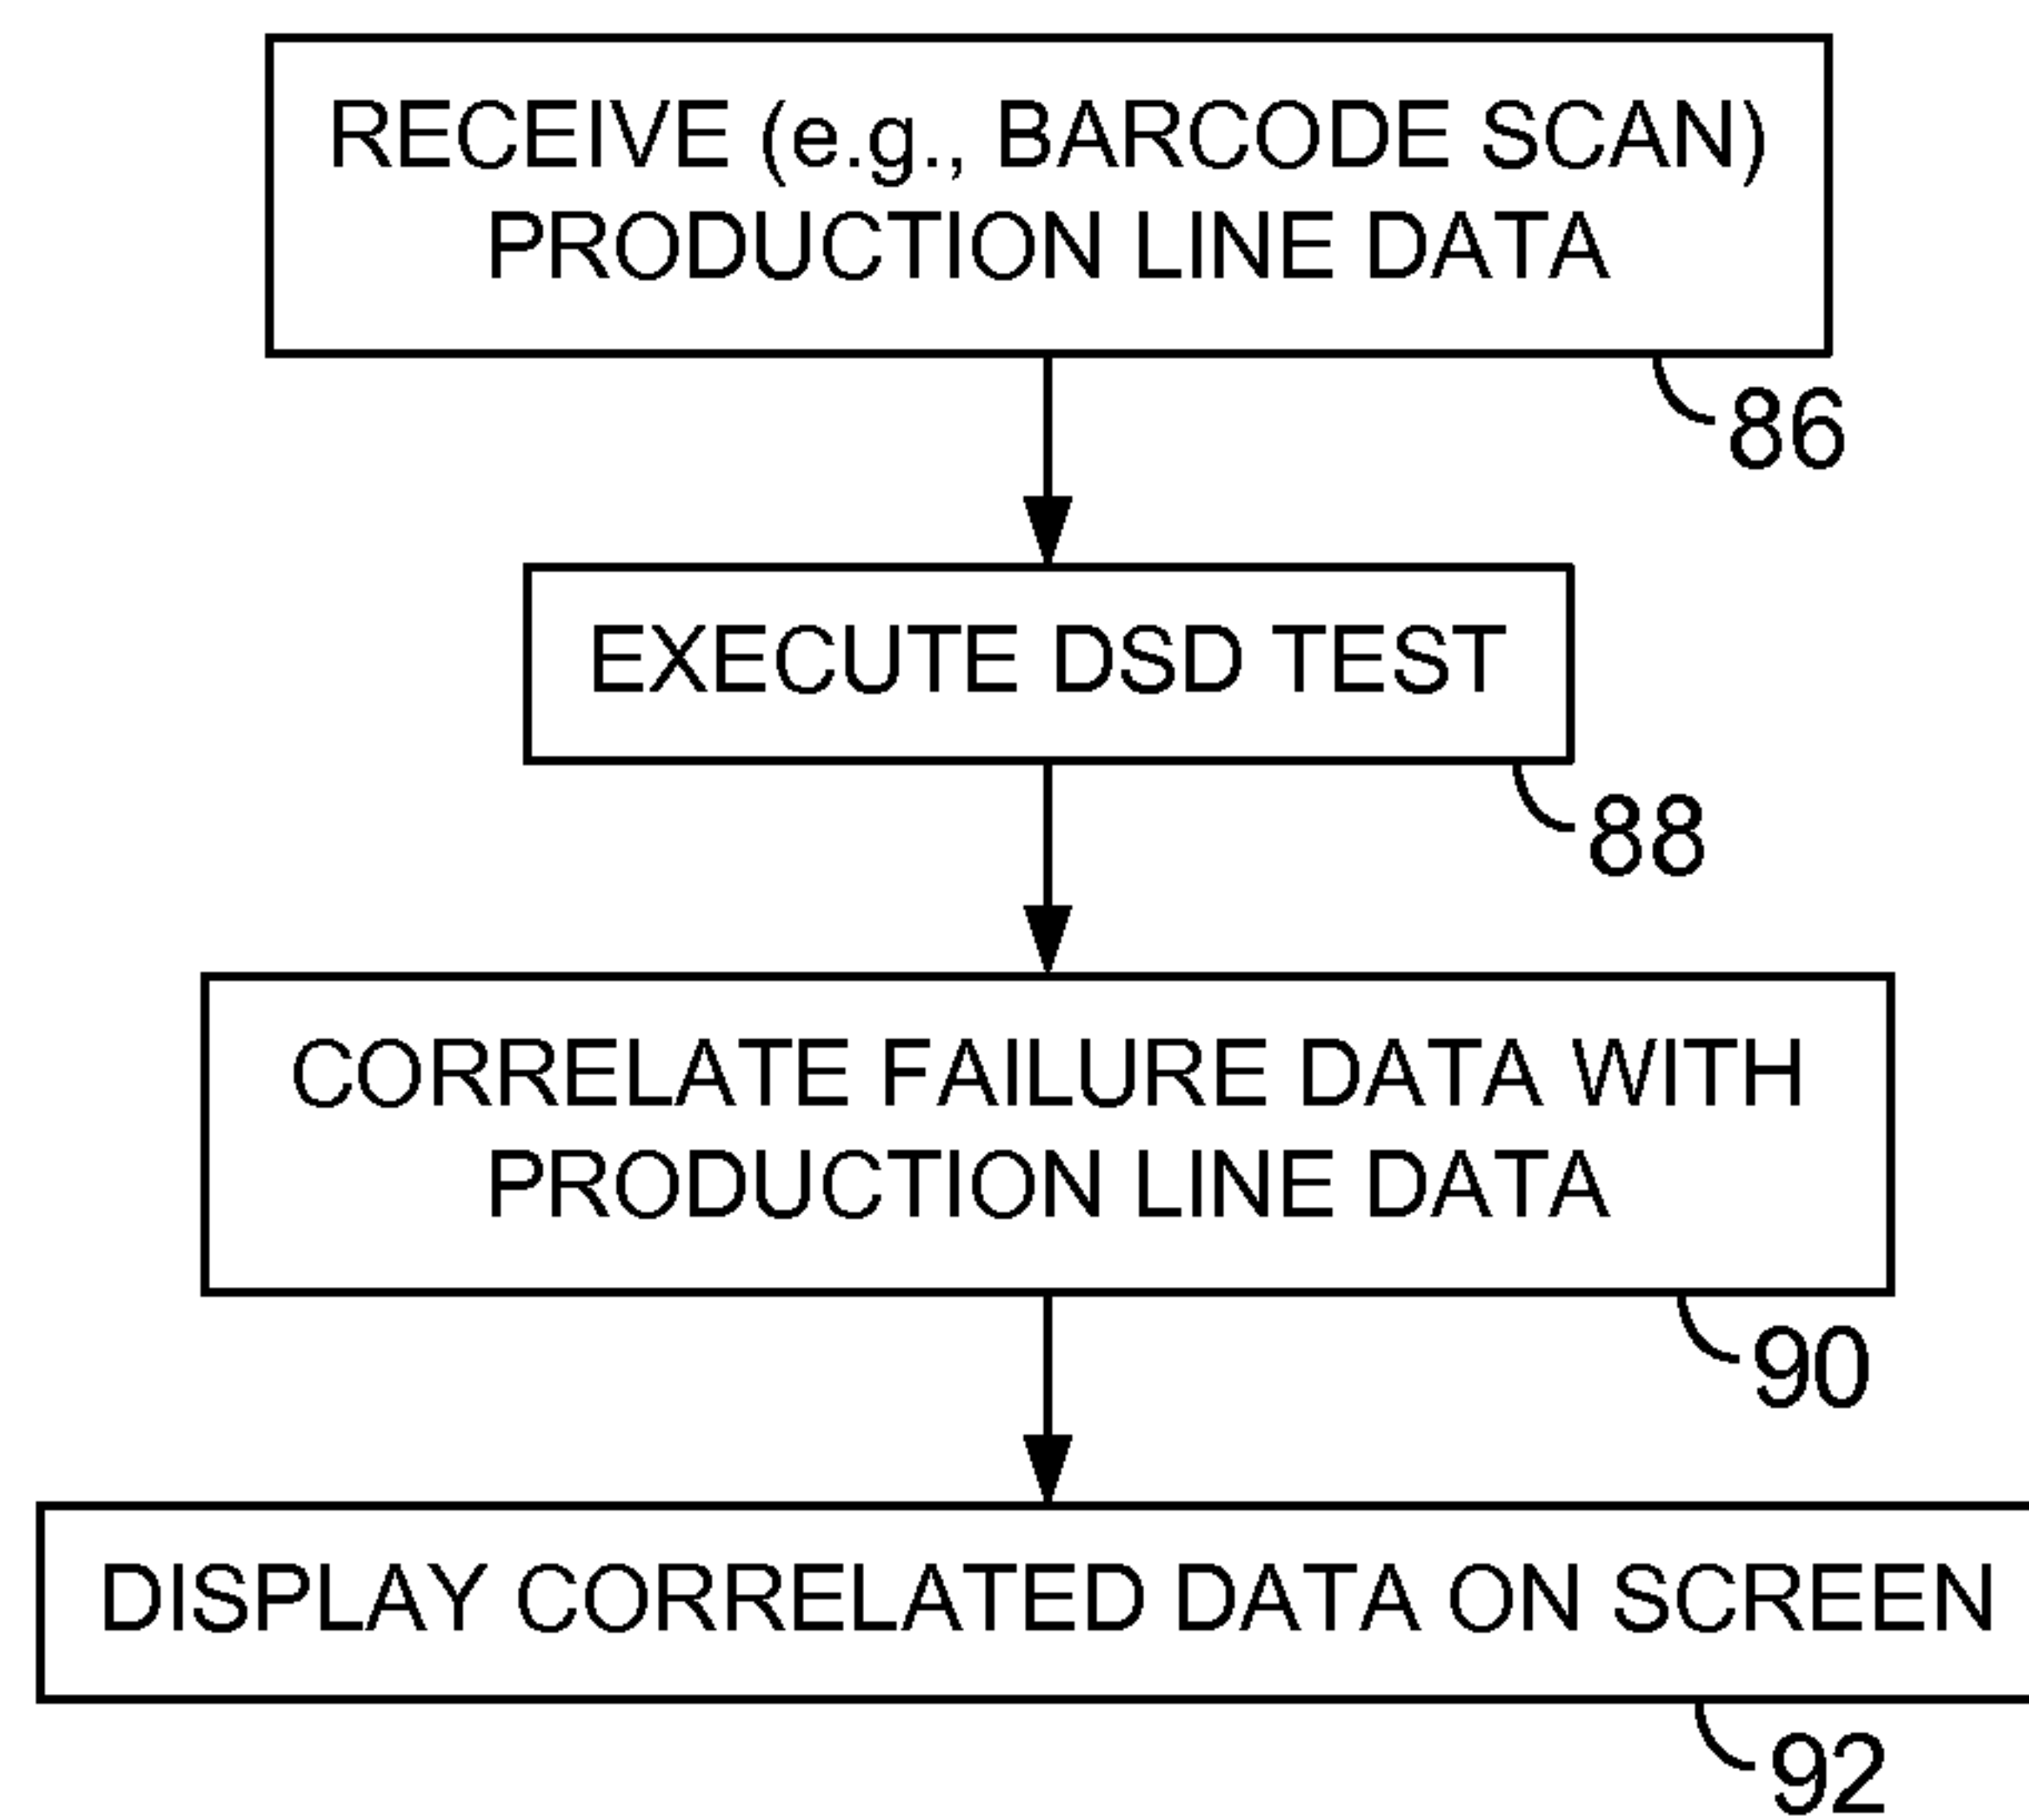 RECEIVE (e.g., BARCODE SCAN)
PRODUCTION LINE DATA
86
EXECUTE DSD TEST
88
CORRELATE FAILURE DATA WITH
PRODUCTION LINE DATA
90
DISPLAY CORRELATED DATA ON SCREEN
92